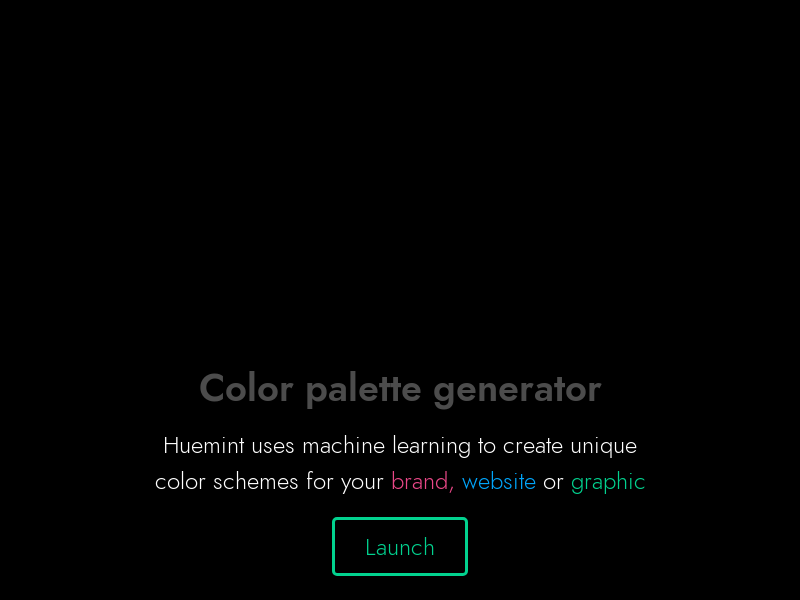 Color palette generator
Huemint uses machine learning to create unique
color schemes for your brand, website or graphic
Launch